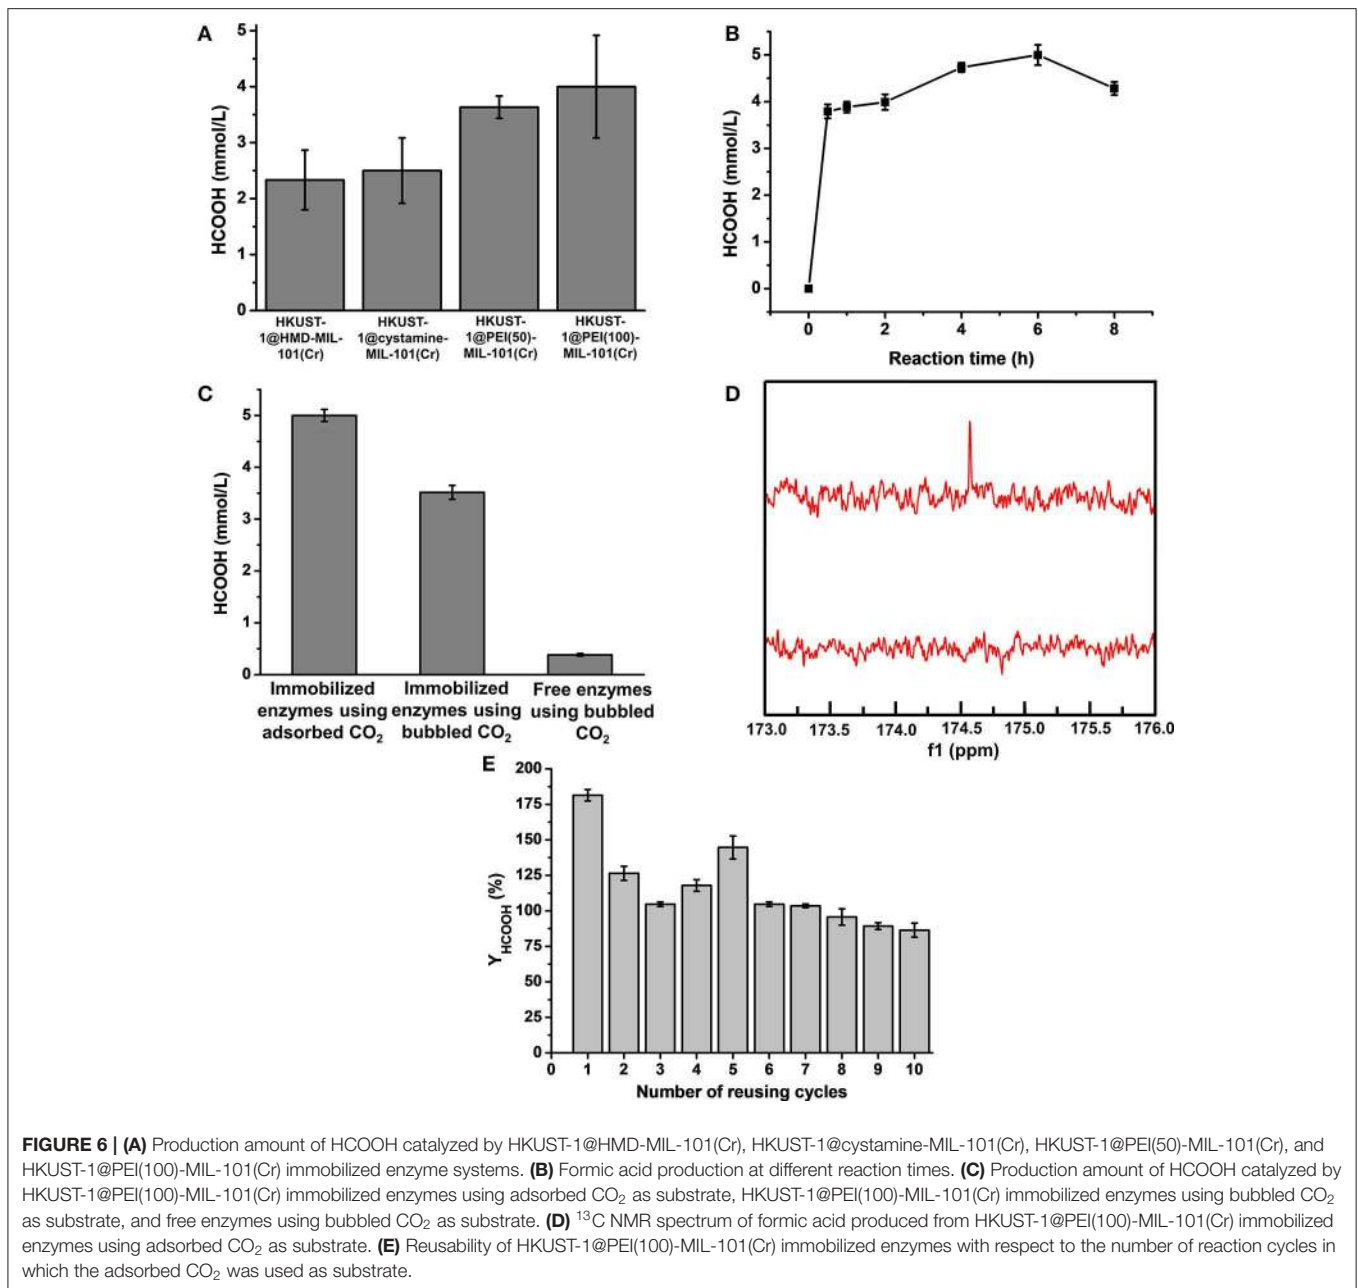 A
HCOOH (mmol/L)
5
4
3
2
1
0
HKUST-
1@HMD-MIL-
101(Cr)
HKUST-
1@cystamine-
MIL-101(Cr)
HKUST-
1@PEI(50)-
MIL-101(Cr)
HKUST-
1@PEI(100)-
MIL-101(Cr)
B
HCOOH (mmol/L)
5
4
3
2
1
0
0 2 4 6 8
Reaction time (h)
C
HCOOH (mmol/L)
5
4
3
2
1
0
Immobilized
enzymes using
adsorbed CO₂
Immobilized
enzymes using
bubbled CO₂
Free enzymes
using bubbled
CO₂
D
173.0 173.5 174.0 174.5 175.0 175.5 176.0
f1 (ppm)
E
Y_HCOOH (%)
200
175
150
125
100
75
50
25
0
0 1 2 3 4 5 6 7 8 9 10
Number of reusing cycles
FIGURE 6 | (A) Production amount of HCOOH catalyzed by HKUST-1@HMD-MIL-101(Cr), HKUST-1@cystamine-MIL-101(Cr), HKUST-1@PEI(50)-MIL-101(Cr), and
HKUST-1@PEI(100)-MIL-101(Cr) immobilized enzyme systems. (B) Formic acid production at different reaction times. (C) Production amount of HCOOH catalyzed by
HKUST-1@PEI(100)-MIL-101(Cr) immobilized enzymes using adsorbed CO₂ as substrate, HKUST-1@PEI(100)-MIL-101(Cr) immobilized enzymes using bubbled CO₂
as substrate, and free enzymes using bubbled CO₂ as substrate. (D) ¹³C NMR spectrum of formic acid produced from HKUST-1@PEI(100)-MIL-101(Cr) immobilized
enzymes using adsorbed CO₂ as substrate. (E) Reusability of HKUST-1@PEI(100)-MIL-101(Cr) immobilized enzymes with respect to the number of reaction cycles in
which the adsorbed CO₂ was used as substrate.